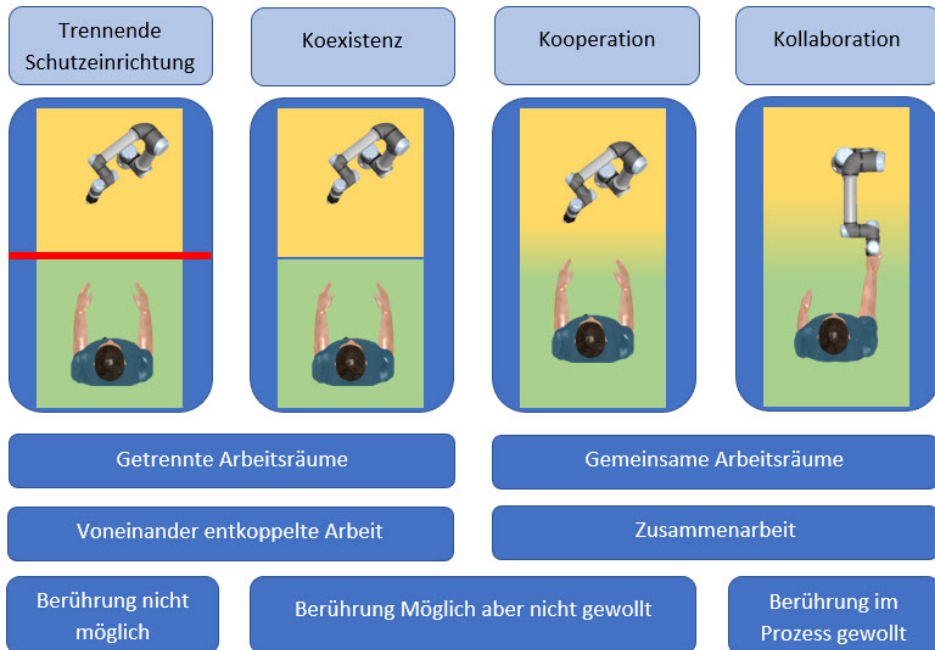 Trennende
Schutzeinrichtung
Koexistenz
Kooperation
Kollaboration
Getrennte Arbeitsräume
Gemeinsame Arbeitsräume
Voneinander entkoppelte Arbeit
Zusammenarbeit
Berührung nicht
möglich
Berührung Möglich aber nicht gewollt
Berührung im
Prozess gewollt